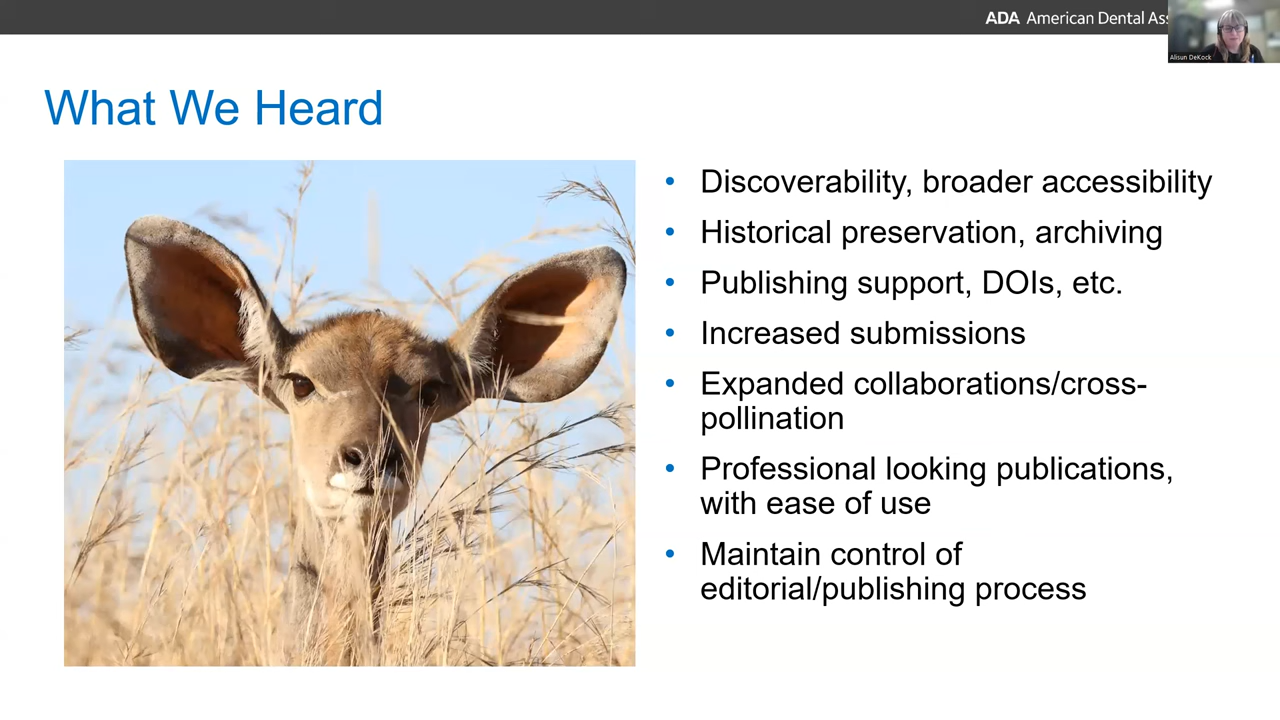 ADA American Dental Ass
Alisun DeKock
What We Heard
• Discoverability, broader accessibility
• Historical preservation, archiving
• Publishing support, DOIs, etc.
• Increased submissions
• Expanded collaborations/cross-
pollination
• Professional looking publications,
with ease of use
• Maintain control of
editorial/publishing process